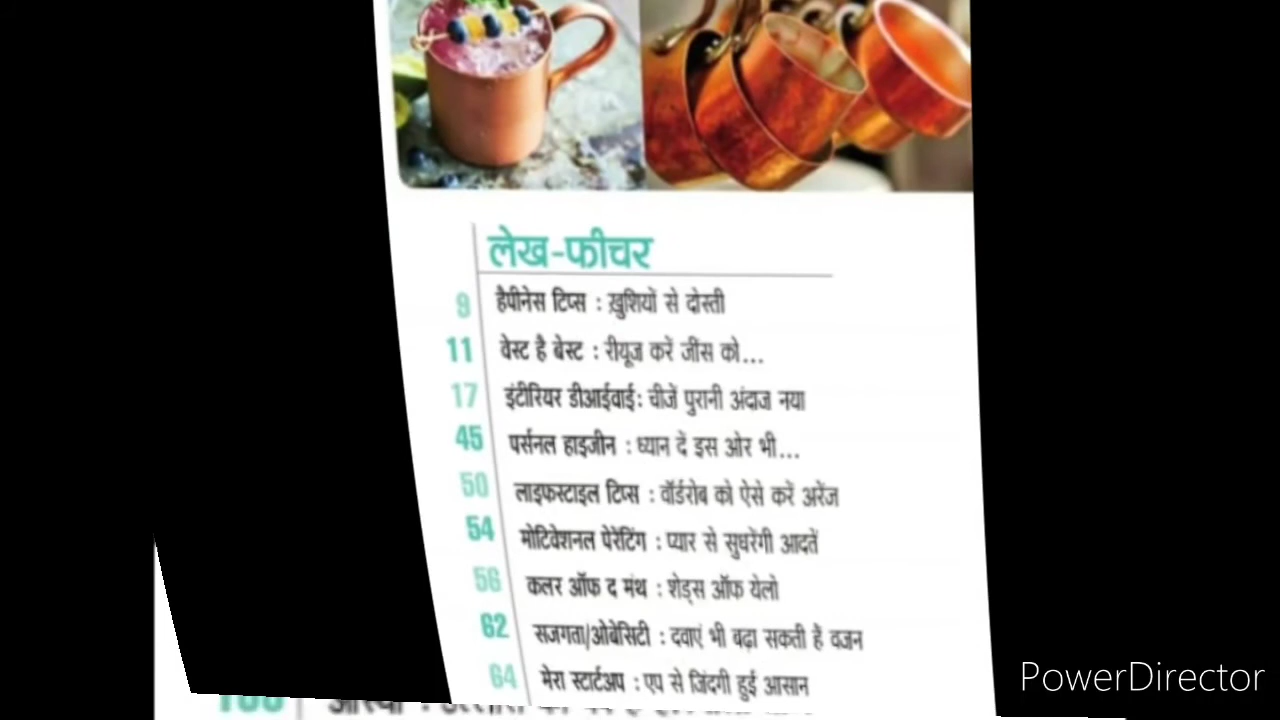 लेख-फीचर
9 हैपीनेस टिप्स : ख़ुशियों से दोस्ती
11 वेस्ट है बेस्ट : रीयूज करें जींस को...
17 इंटीरियर डीआईवाई: चीजें पुरानी अंदाज नया
45 पर्सनल हाइजीन : ध्यान दें इस ओर भी...
50 लाइफस्टाइल टिप्स : वॉर्डरोब को ऐसे करें अरेंज
54 मोटिवेशनल पेरेंटिंग : प्यार से सुधरेंगी आदतें
56 कलर ऑफ द मंथ : शेड्स ऑफ येलो
62 सजगता/ओबेसिटी : दवाएं भी बढ़ा सकती हैं वजन
64 मेरा स्टार्टअप : एप से जिंदगी हुई आसान
PowerDirector